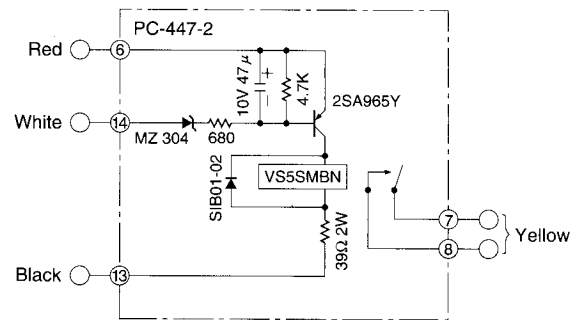 PC-447-2
Red
6
10V 47μ
+
−
4.7K
2SA965Y
White
14
MZ 304
680
SIB01-02
VS5SMBN
39Ω 2W
7
8
Yellow
Black
13